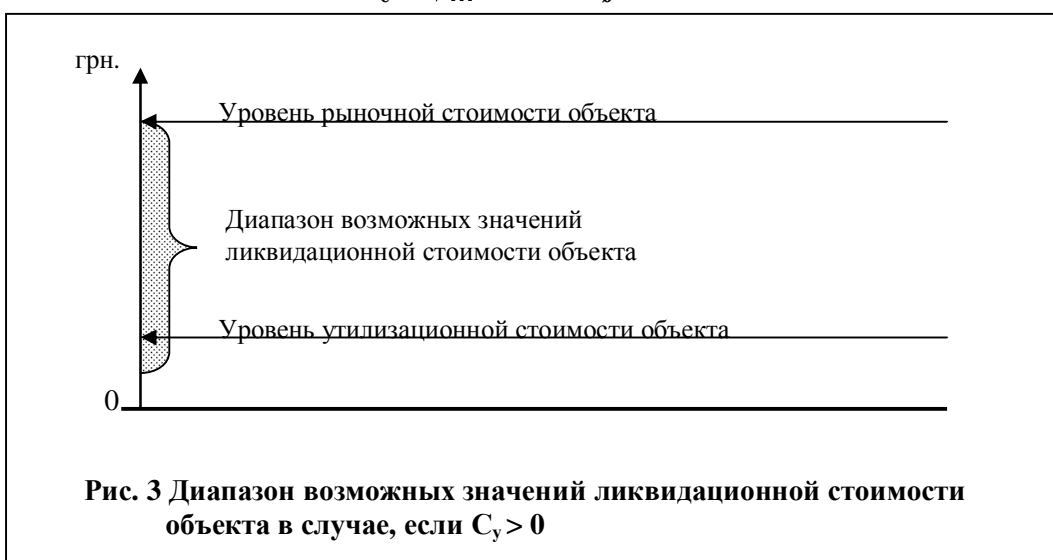 грн.
Уровень рыночной стоимости объекта
Диапазон возможных значений
ликвидационной стоимости объекта
Уровень утилизационной стоимости объекта
0
Рис. 3 Диапазон возможных значений ликвидационной стоимости
объекта в случае, если Cᵧ > 0